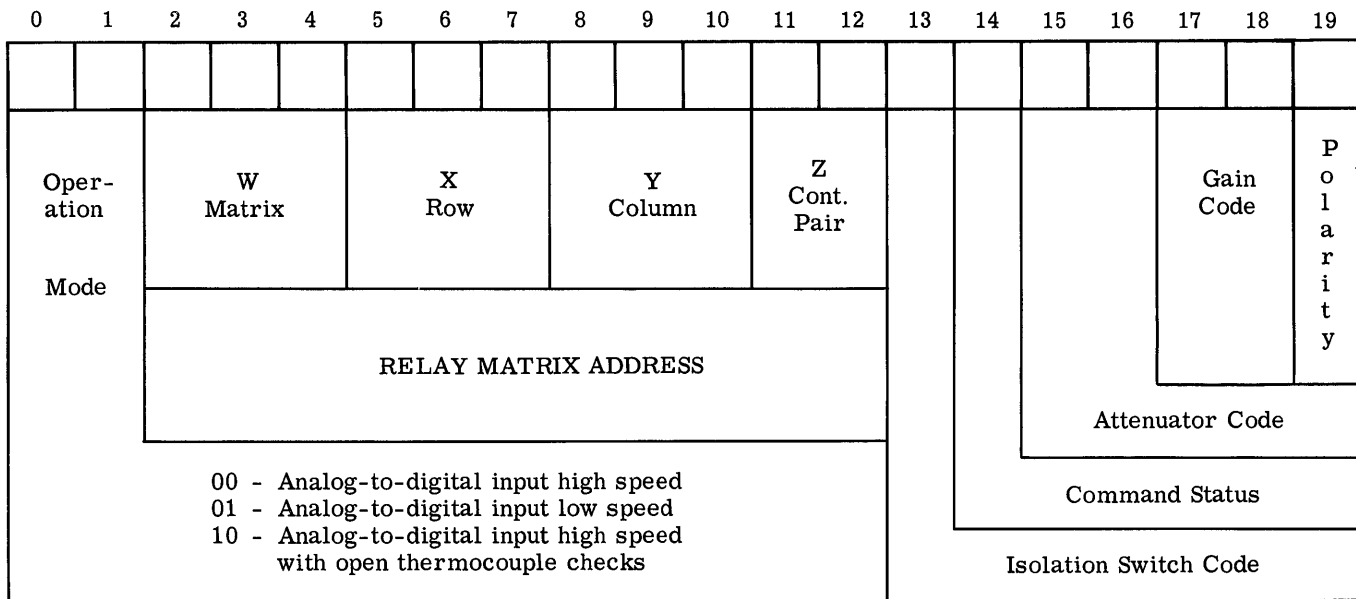 0 1 2 3 4 5 6 7 8 9 10 11 12 13 14 15 16 17 18 19
Oper-
ation
Mode
W
Matrix
X
Row
Y
Column
Z
Cont.
Pair
Gain
Code
Polarity
RELAY MATRIX ADDRESS
Attenuator Code
00 - Analog-to-digital input high speed
01 - Analog-to-digital input low speed
10 - Analog-to-digital input high speed
with open thermocouple checks
Command Status
Isolation Switch Code